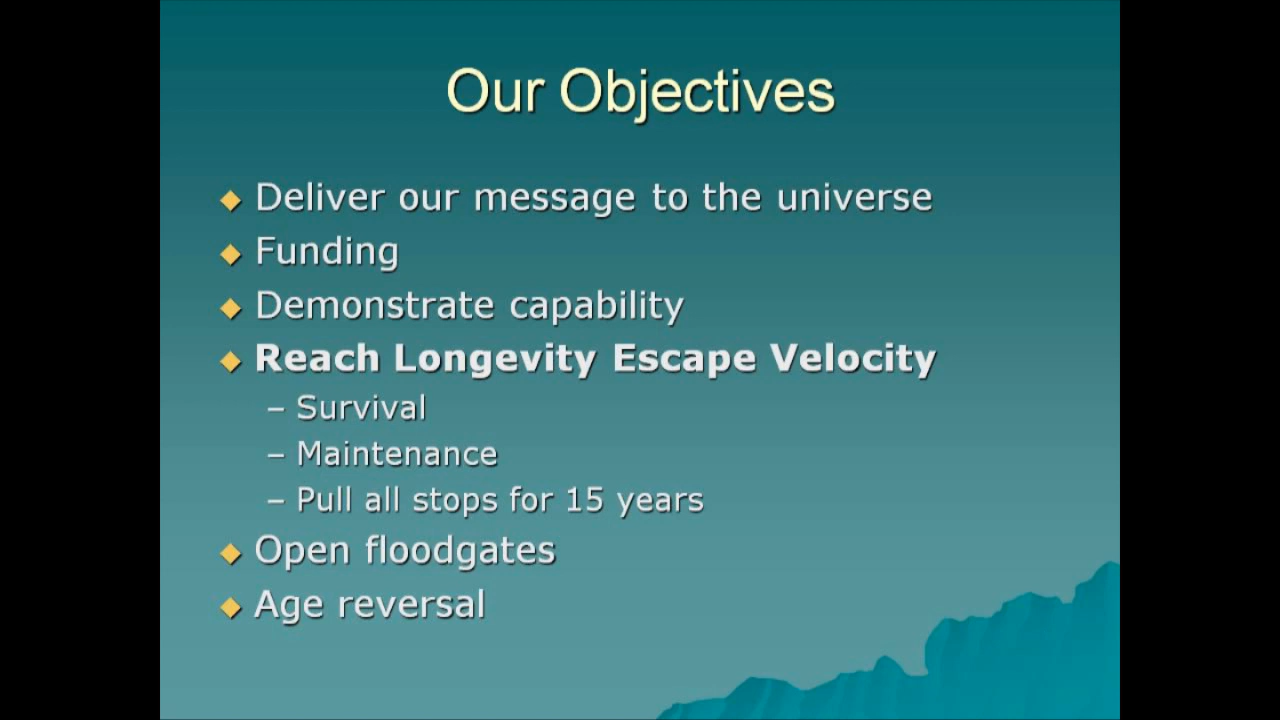 Our Objectives
Deliver our message to the universe
Funding
Demonstrate capability
Reach Longevity Escape Velocity
– Survival
– Maintenance
– Pull all stops for 15 years
Open floodgates
Age reversal